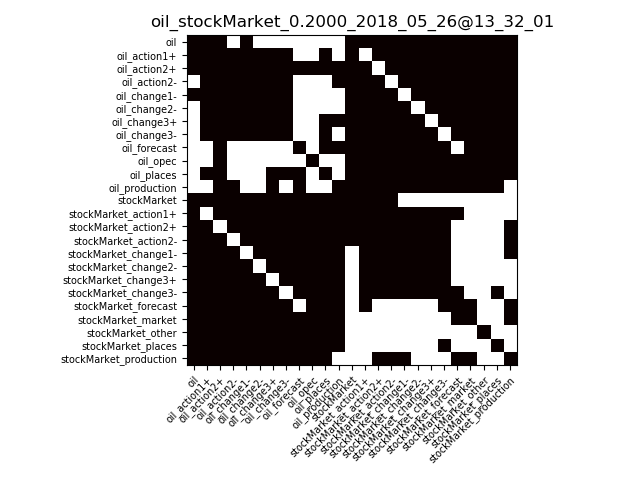 oil_stockMarket_0.2000_2018_05_26@13_32_01
oil
oil_action1+
oil_action2+
oil_action2-
oil_change1-
oil_change2-
oil_change3+
oil_change3-
oil_forecast
oil_opec
oil_places
oil_production
stockMarket
stockMarket_action1+
stockMarket_action2+
stockMarket_action2-
stockMarket_change1-
stockMarket_change2-
stockMarket_change3+
stockMarket_change3-
stockMarket_forecast
stockMarket_market
stockMarket_other
stockMarket_places
stockMarket_production
oil
oil_action1+
oil_action2+
oil_action2-
oil_change1-
oil_change2-
oil_change3+
oil_change3-
oil_forecast
oil_opec
oil_places
oil_production
stockMarket
stockMarket_action1+
stockMarket_action2+
stockMarket_action2-
stockMarket_change1-
stockMarket_change2-
stockMarket_change3+
stockMarket_change3-
stockMarket_forecast
stockMarket_market
stockMarket_other
stockMarket_places
stockMarket_production